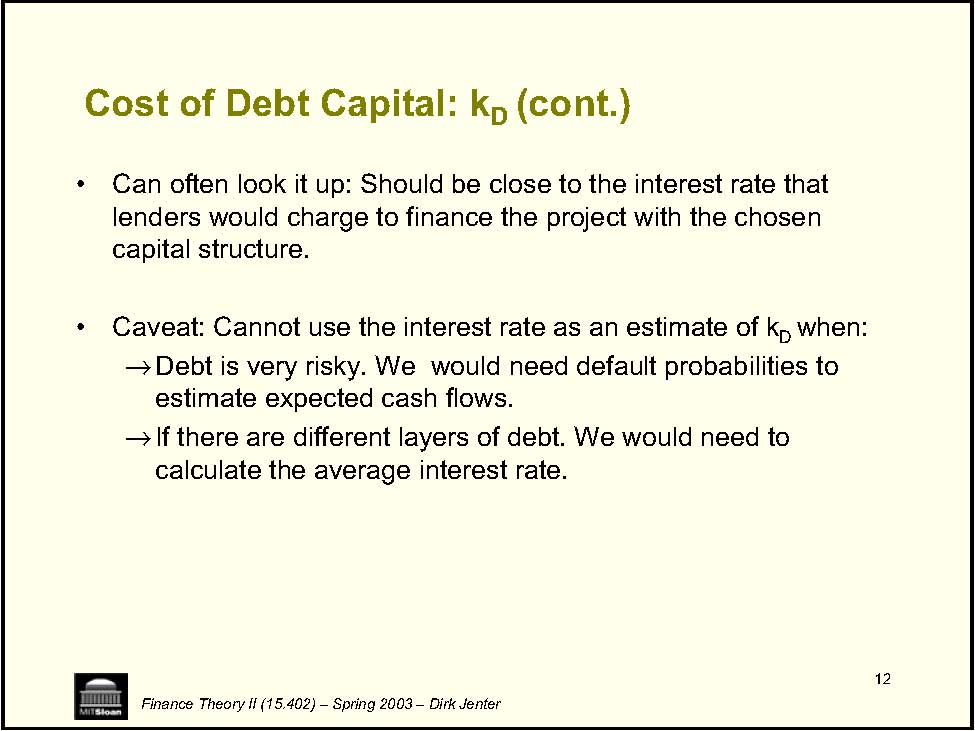 Cost of Debt Capital: kD (cont.)
• Can often look it up: Should be close to the interest rate that
lenders would charge to finance the project with the chosen
capital structure.
• Caveat: Cannot use the interest rate as an estimate of kD when:
→ Debt is very risky. We  would need default probabilities to
estimate expected cash flows.
→ If there are different layers of debt. We would need to
calculate the average interest rate.
12
MITSloan
Finance Theory II (15.402) – Spring 2003 – Dirk Jenter